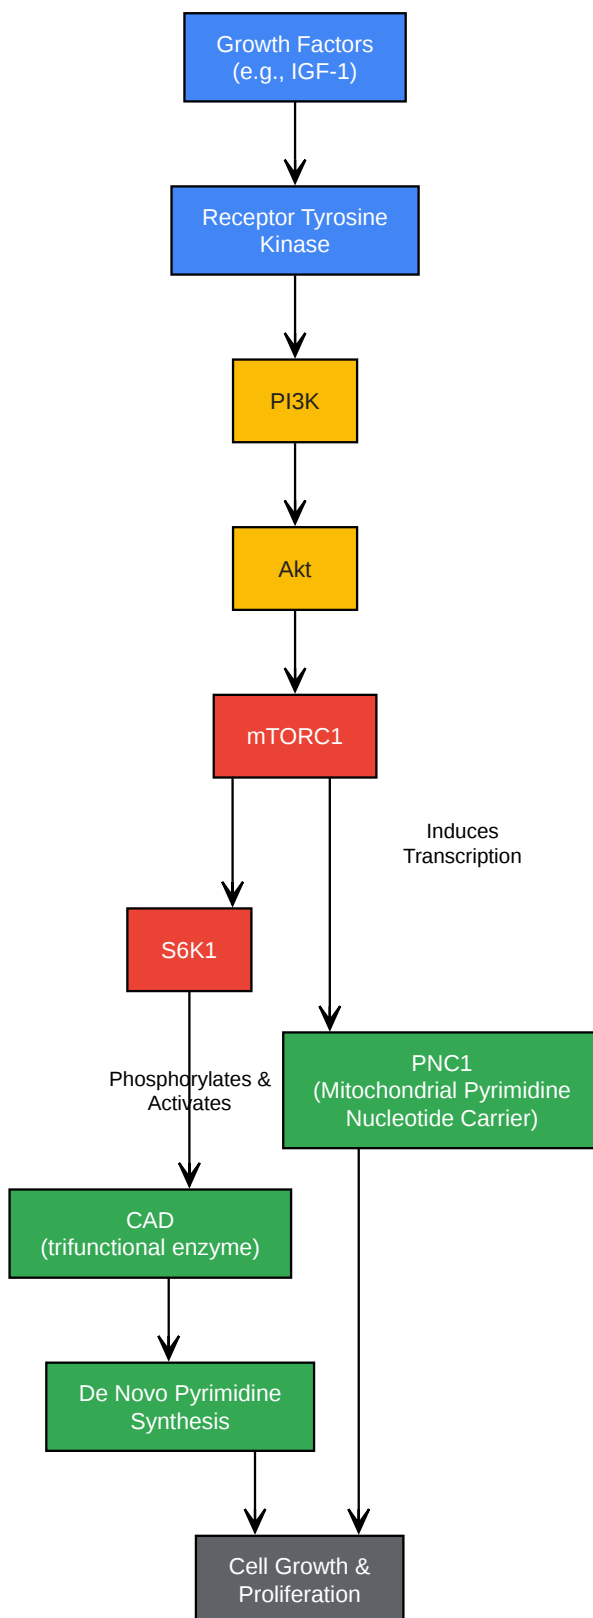 Growth Factors
(e.g., IGF-1)
Receptor Tyrosine
Kinase
PI3K
Akt
mTORC1
Induces
Transcription
S6K1
PNC1
(Mitochondrial Pyrimidine
Nucleotide Carrier)
Phosphorylates &
Activates
CAD
(trifunctional enzyme)
De Novo Pyrimidine
Synthesis
Cell Growth &
Proliferation